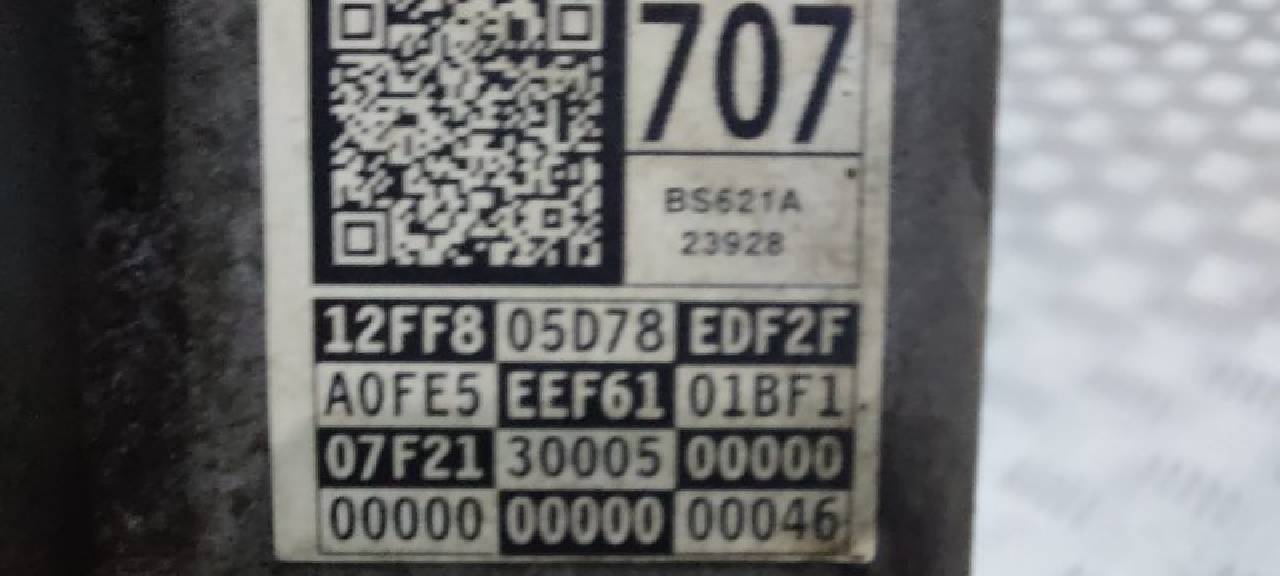 707
BS621A
23928
12FF8 05D78 EDF2F
A0FE5 EEF61 01BF1
07F21 30005 00000
00000 00000 00046